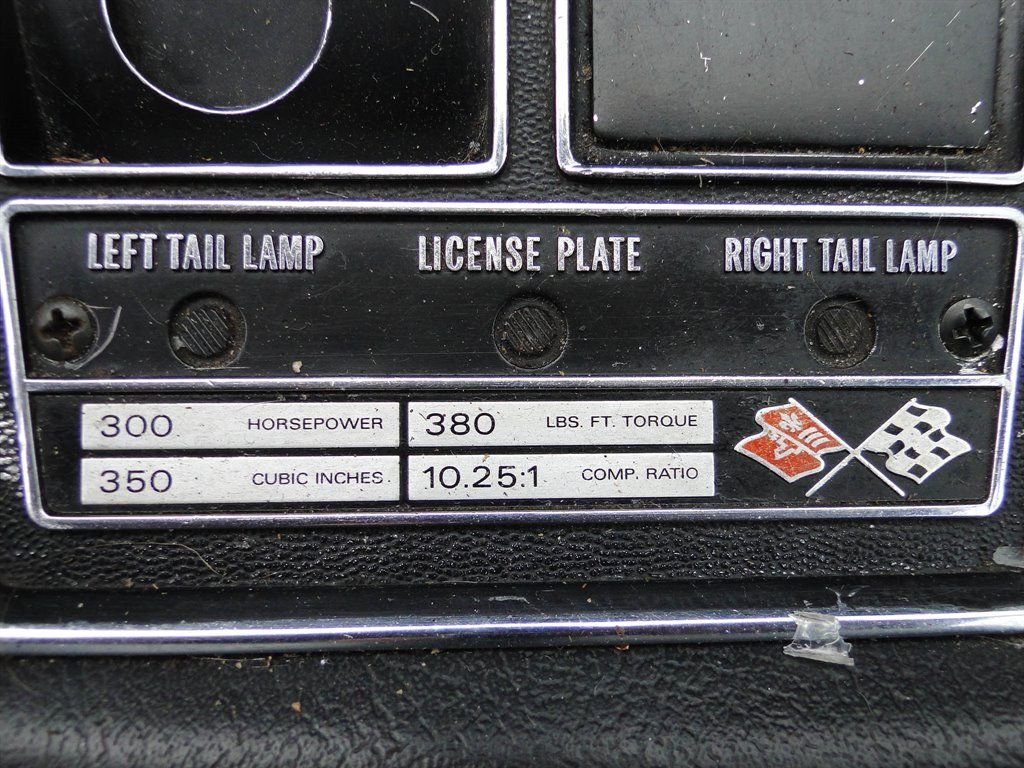 LEFT TAIL LAMP LICENSE PLATE RIGHT TAIL LAMP
300 HORSEPOWER 380 LBS. FT. TORQUE
350 CUBIC INCHES. 10.25:1 COMP. RATIO